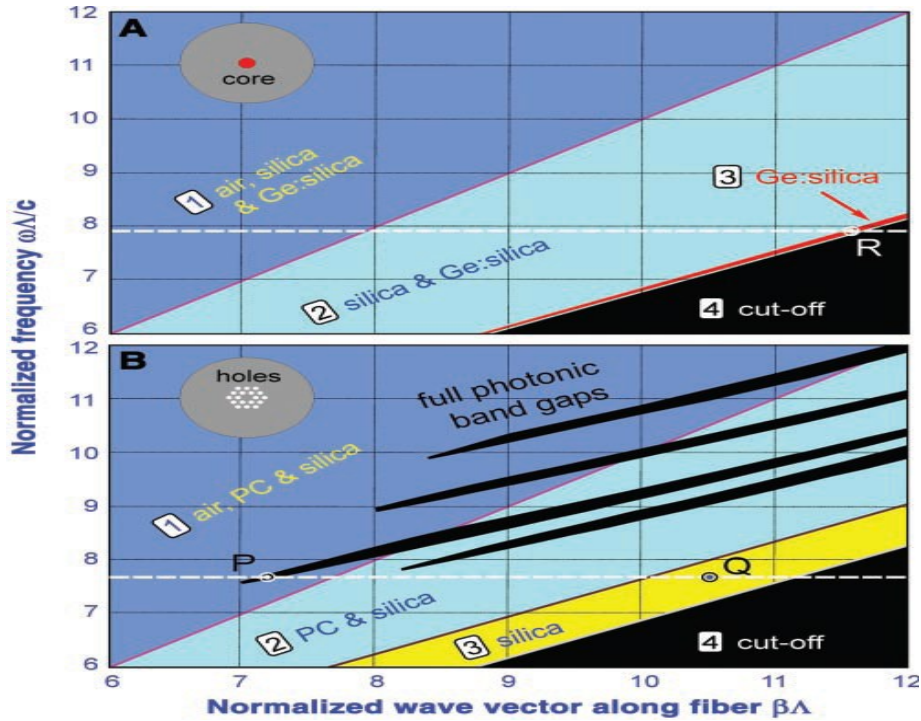 Normalized frequency ωΛ/c
12
11
10
9
8
7
6
A
core
1 air, silica
& Ge:silica
3 Ge:silica
R
2 silica & Ge:silica
4 cut-off
12
11
10
9
8
7
6
B
holes
full photonic
band gaps
1 air, PC & silica
P
Q
2 PC & silica
3 silica
4 cut-off
6 7 8 9 10 11 12
Normalized wave vector along fiber βΛ